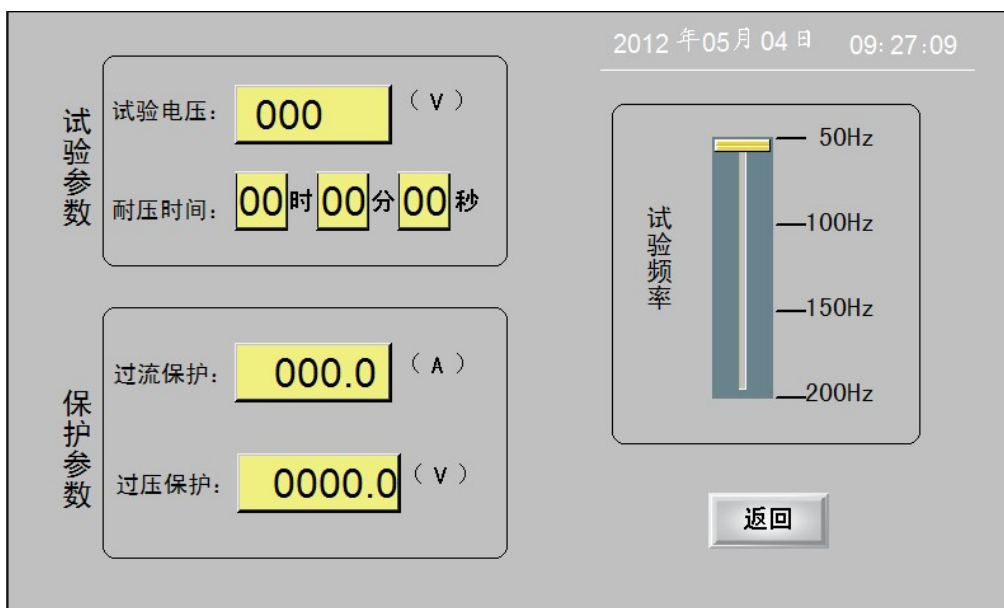 2012年05月04日 09:27:09
试验参数
试验电压： 000 （V）
耐压时间： 00时00分00秒
保护参数
过流保护： 000.0 （A）
过压保护： 0000.0 （V）
试验频率
50Hz
100Hz
150Hz
200Hz
返回